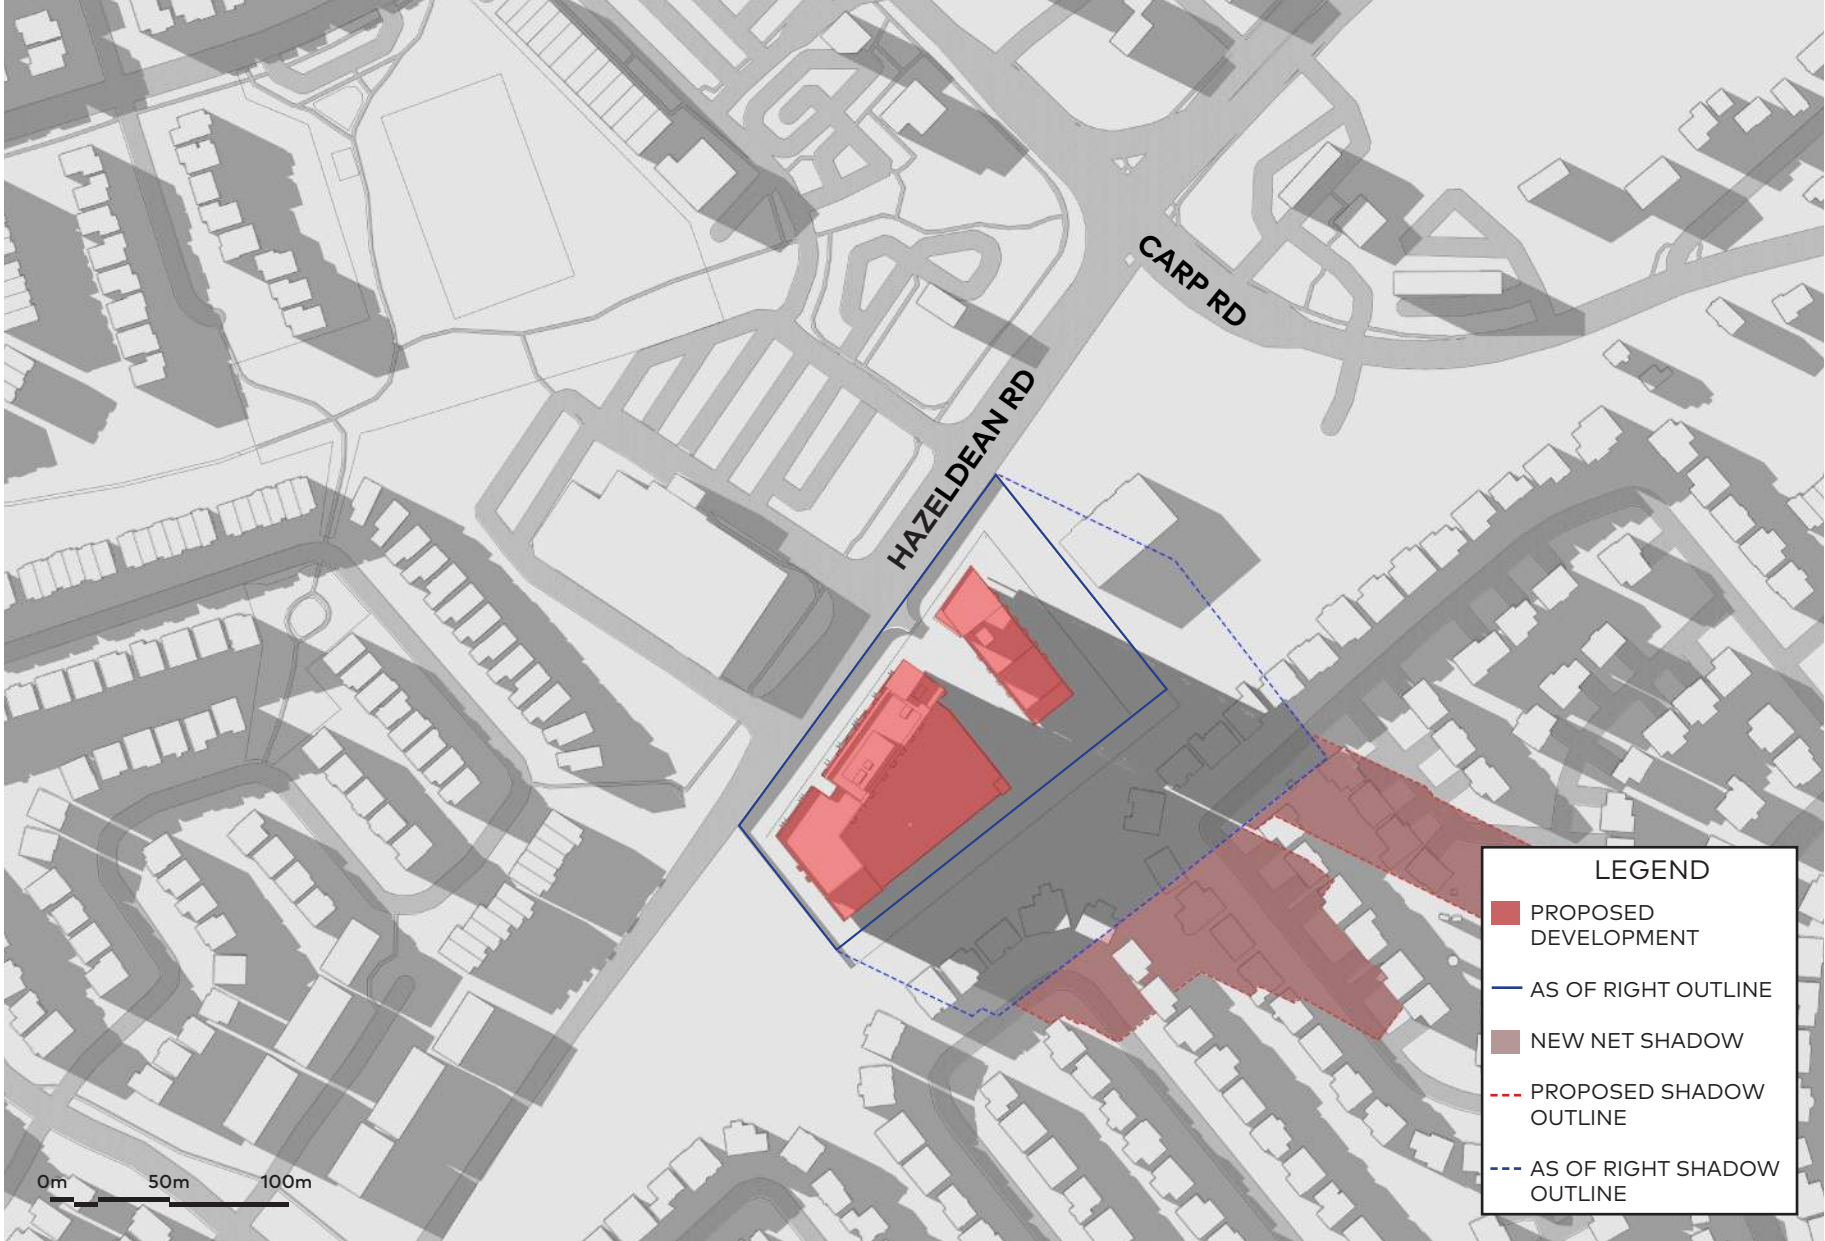 CARP RD
HAZELDEAN RD
LEGEND
PROPOSED
DEVELOPMENT
AS OF RIGHT OUTLINE
NEW NET SHADOW
PROPOSED SHADOW
OUTLINE
AS OF RIGHT SHADOW
OUTLINE
0m 50m 100m